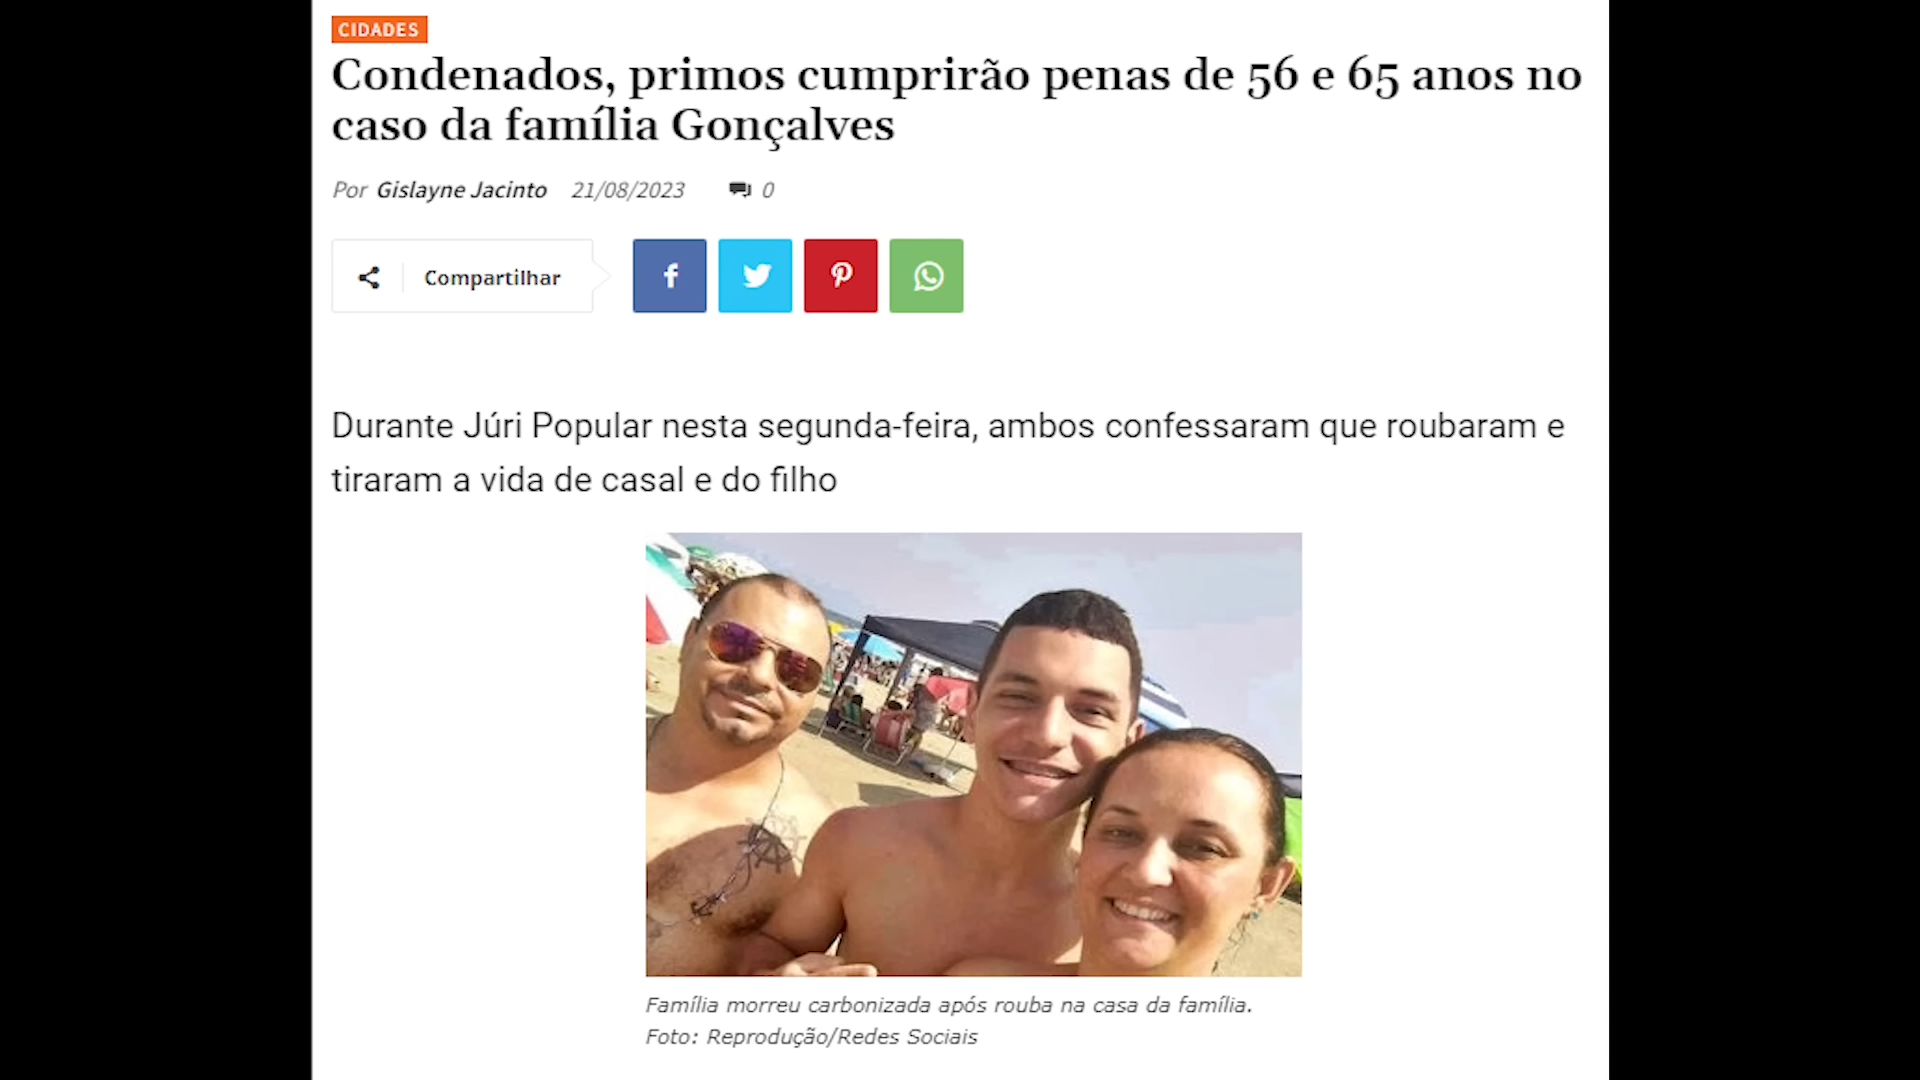 CIDADES
Condenados, primos cumprirão penas de 56 e 65 anos no
caso da família Gonçalves
Por Gislayne Jacinto 21/08/2023 0
Compartilhar
Durante Júri Popular nesta segunda-feira, ambos confessaram que roubaram e
tiraram a vida de casal e do filho
Família morreu carbonizada após rouba na casa da família.
Foto: Reprodução/Redes Sociais